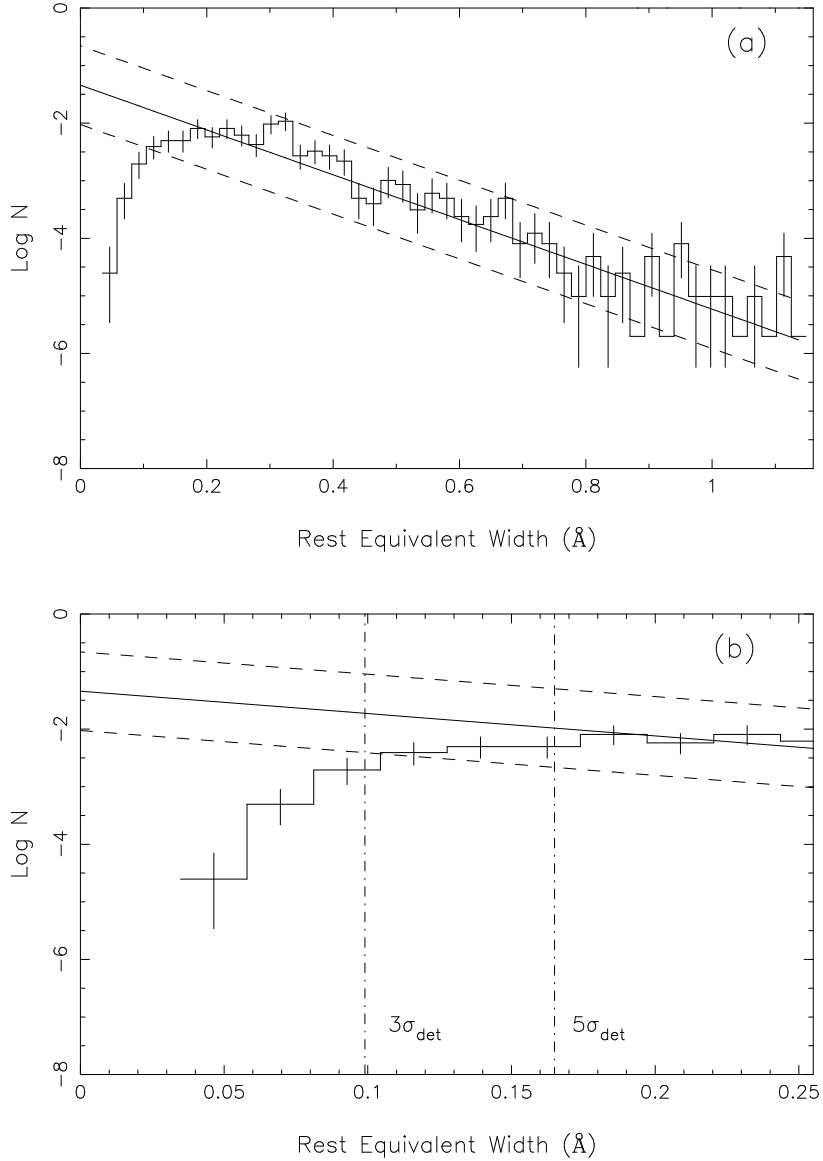 (a)
0
−2
−4
−6
−8
Log N
0 0.2 0.4 0.6 0.8 1
Rest Equivalent Width (Å)
(b)
0
−2
−4
−6
−8
Log N
3σdet 5σdet
0 0.05 0.1 0.15 0.2 0.25
Rest Equivalent Width (Å)